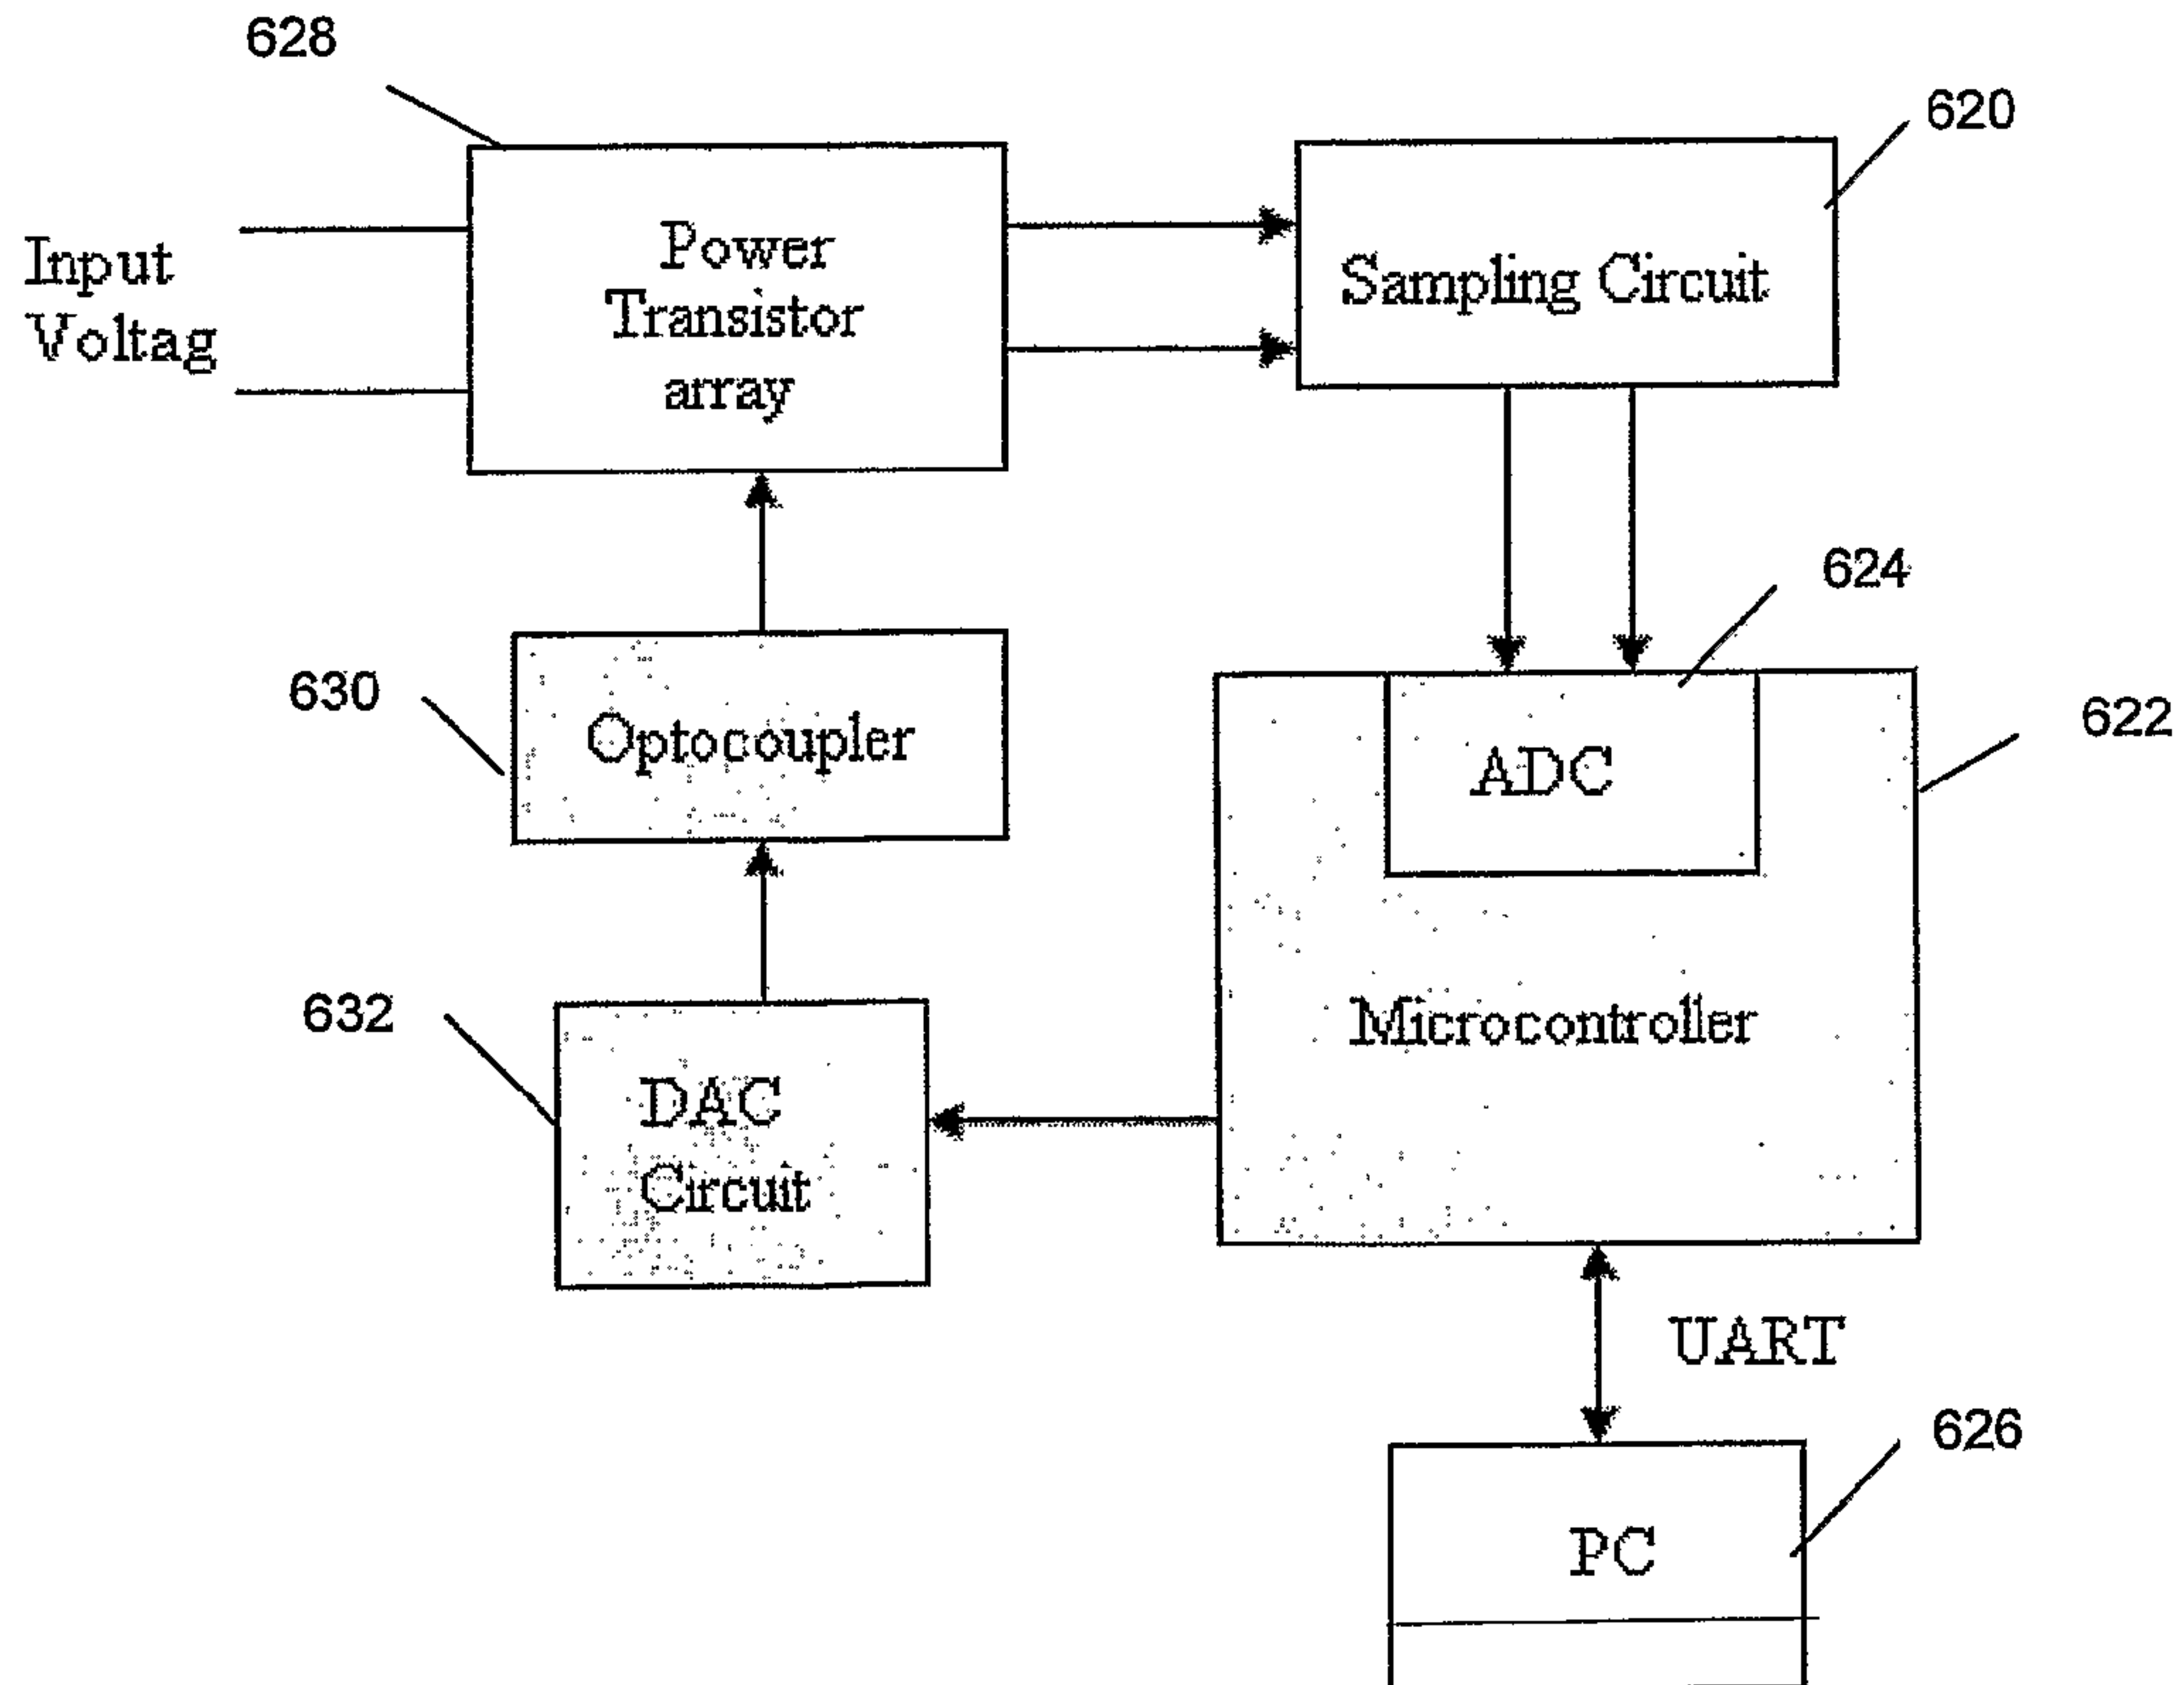 628
620
Input
Voltag
Power
Transistor
array
Sampling Circuit
624
630
Optocoupler
622
ADC
632
Microcontroller
DAC
Circuit
UART
626
PC